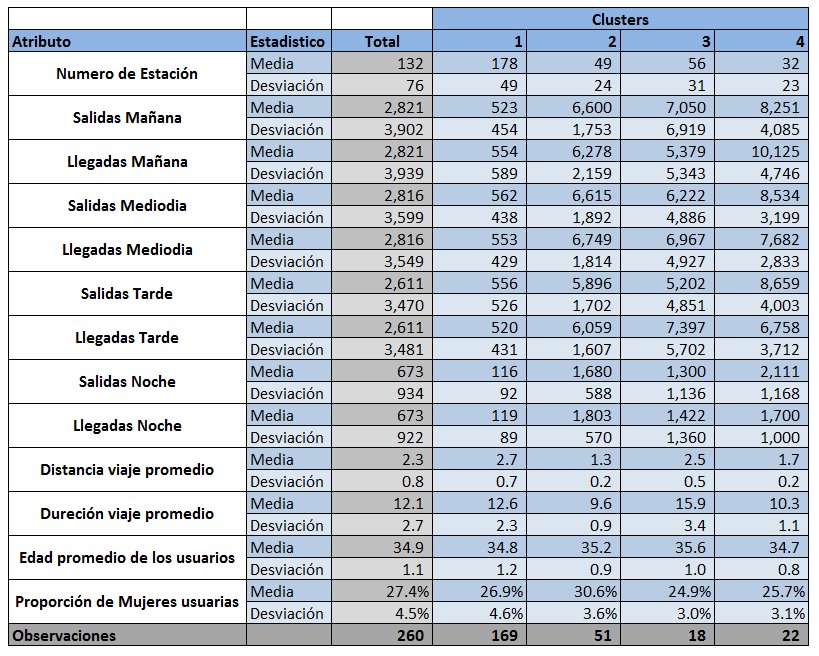 Clusters
Atributo Estadistico Total 1 2 3 4
Numero de Estación Media 132 178 49 56 32
Desviación 76 49 24 31 23
Salidas Mañana Media 2,821 523 6,600 7,050 8,251
Desviación 3,902 454 1,753 6,919 4,085
Llegadas Mañana Media 2,821 554 6,278 5,379 10,125
Desviación 3,939 589 2,159 5,343 4,746
Salidas Mediodia Media 2,816 562 6,615 6,222 8,534
Desviación 3,599 438 1,892 4,886 3,199
Llegadas Mediodia Media 2,816 553 6,749 6,967 7,682
Desviación 3,549 429 1,814 4,927 2,833
Salidas Tarde Media 2,611 556 5,896 5,202 8,659
Desviación 3,470 526 1,702 4,851 4,003
Llegadas Tarde Media 2,611 520 6,059 7,397 6,758
Desviación 3,481 431 1,607 5,702 3,712
Salidas Noche Media 673 116 1,680 1,300 2,111
Desviación 934 92 588 1,136 1,168
Llegadas Noche Media 673 119 1,803 1,422 1,700
Desviación 922 89 570 1,360 1,000
Distancia viaje promedio Media 2.3 2.7 1.3 2.5 1.7
Desviación 0.8 0.7 0.2 0.5 0.2
Dureción viaje promedio Media 12.1 12.6 9.6 15.9 10.3
Desviación 2.7 2.3 0.9 3.4 1.1
Edad promedio de los usuarios Media 34.9 34.8 35.2 35.6 34.7
Desviación 1.1 1.2 0.9 1.0 0.8
Proporción de Mujeres usuarias Media 27.4% 26.9% 30.6% 24.9% 25.7%
Desviación 4.5% 4.6% 3.6% 3.0% 3.1%
Observaciones 260 169 51 18 22